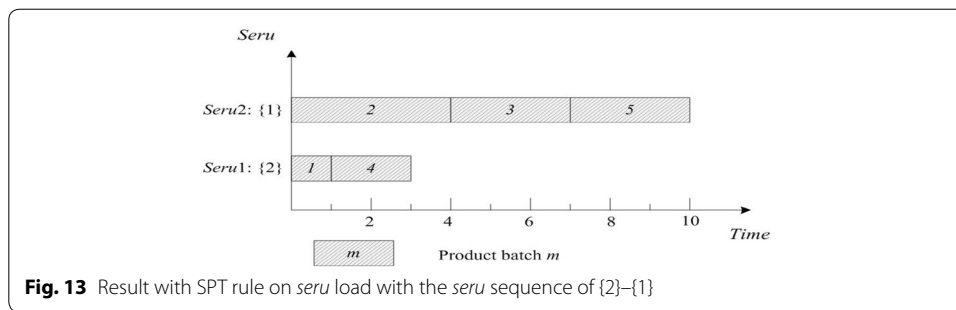 Seru
Seru2: {1}
2 3 5
Seru1: {2}
1 4
2 4 6 8 10
Time
m Product batch m
Fig. 13 Result with SPT rule on seru load with the seru sequence of {2}–{1}